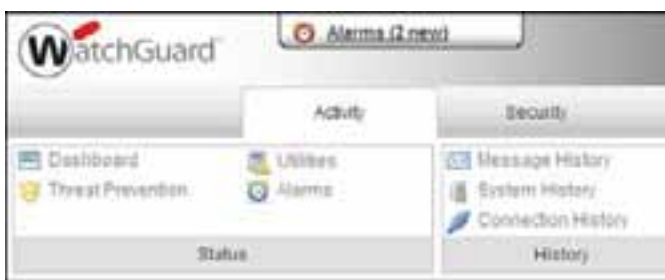 WatchGuard
Alarms (2 new)
Activity
Security
Dashboard
Utilities
Message History
Threat Prevention
Alarms
System History
Connection History
Status
History